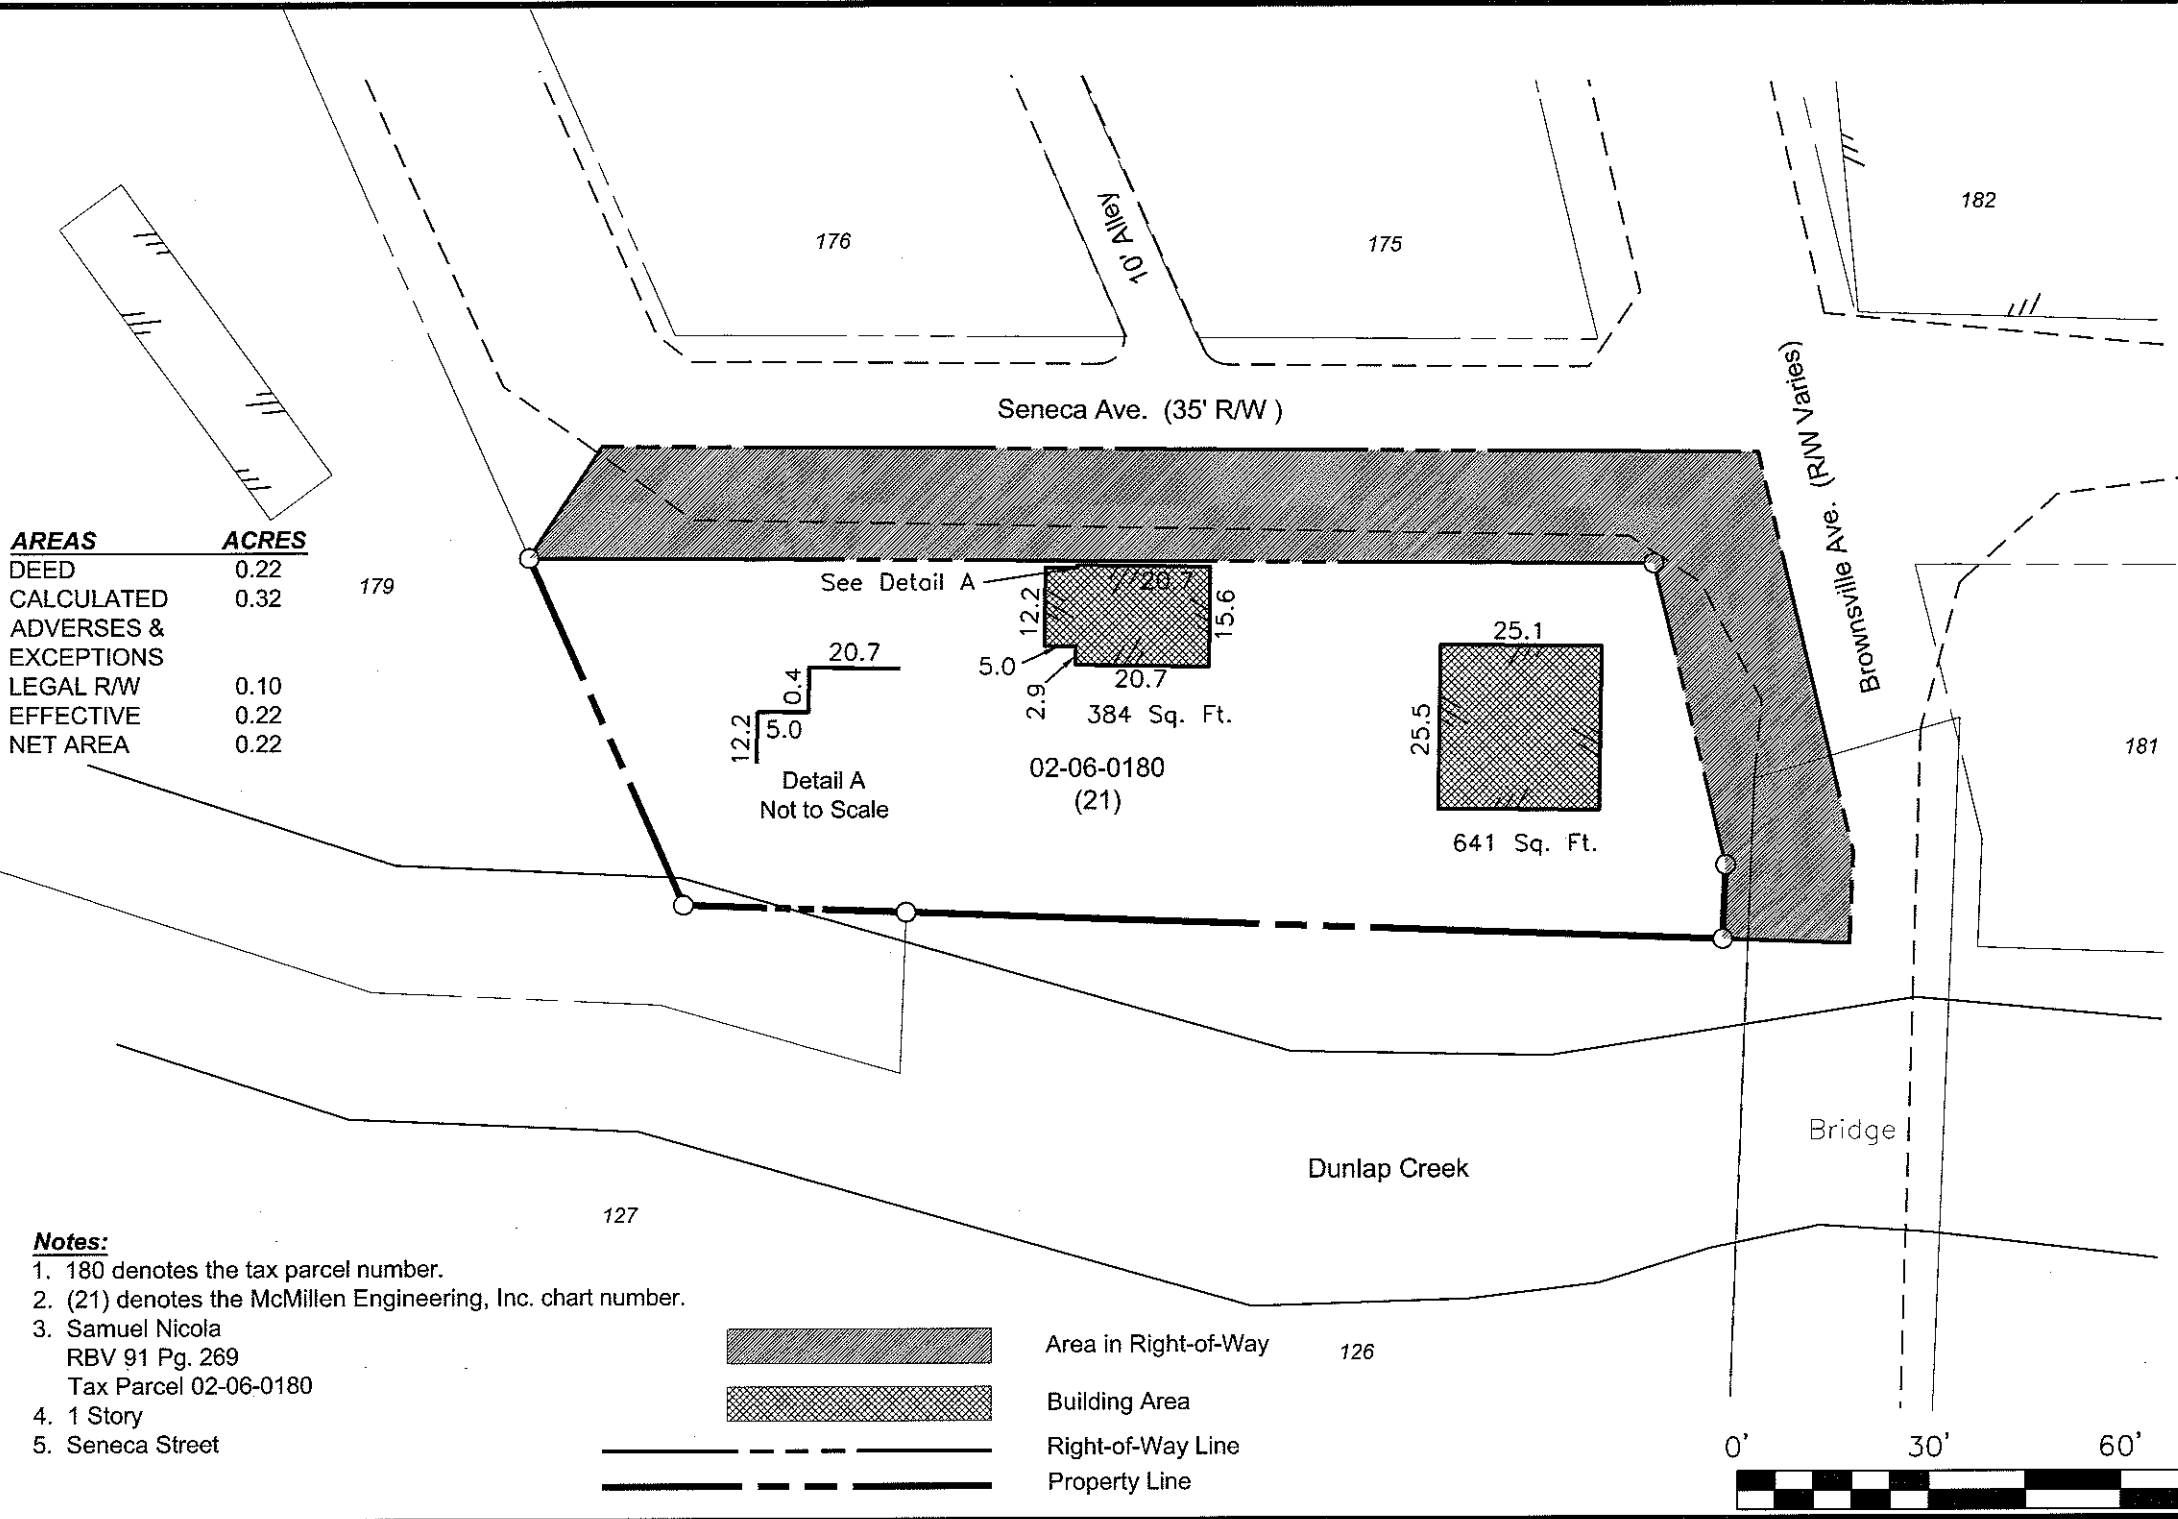 182
176
10' Alley
175
Seneca Ave. (35' R/W )
Brownsville Ave. (R/W Varies)
AREAS ACRES
DEED 0.22
CALCULATED 0.32
ADVERSES &
EXCEPTIONS
LEGAL R/W 0.10
EFFECTIVE 0.22
NET AREA 0.22
179
See Detail A
20.7
12.2
15.6
5.0
2.9
20.7
384 Sq. Ft.
20.7
0.4
5.0
12.2
Detail A
Not to Scale
02-06-0180
(21)
25.1
25.5
641 Sq. Ft.
181
Bridge
Dunlap Creek
127
126
Notes:
1. 180 denotes the tax parcel number.
2. (21) denotes the McMillen Engineering, Inc. chart number.
3. Samuel Nicola
RBV 91 Pg. 269
Tax Parcel 02-06-0180
4. 1 Story
5. Seneca Street
Area in Right-of-Way
Building Area
Right-of-Way Line
Property Line
0' 30' 60'